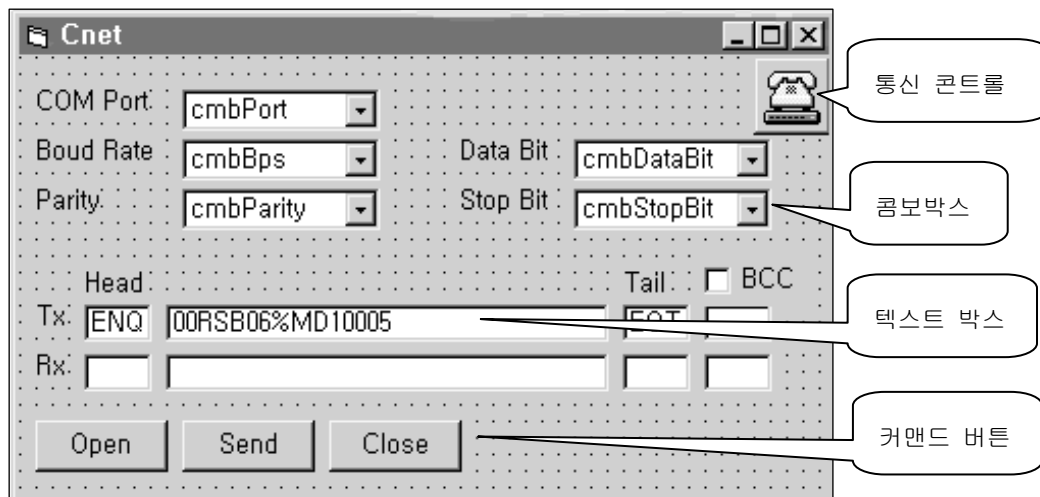 Cnet
COM Port: cmbPort
통신 콘트롤
Boud Rate cmbBps Data Bit cmbDataBit
Parity cmbParity Stop Bit cmbStopBit
콤보박스
Head Tail BCC
Tx: ENQ 00RSB06%MD10005 EOT
텍스트 박스
Rx:
Open Send Close
커맨드 버튼